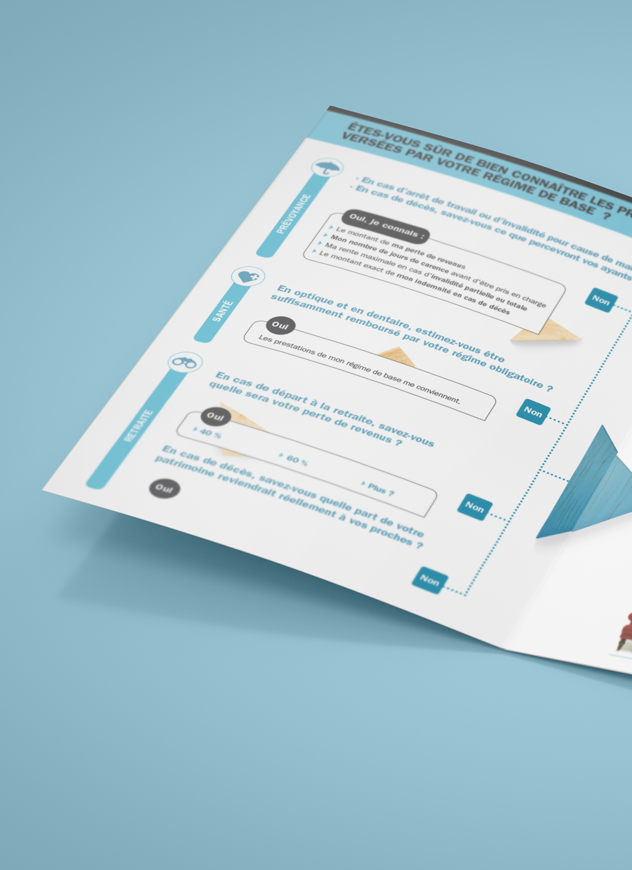 ÊTES-VOUS SÛR DE BIEN CONNAÎTRE LES
VERSÉES PAR VOTRE RÉGIME DE BASE ?
PRÉVOYANCE
- En cas d'arrêt de travail ou d'invalidité pour cause de
- En cas de décès, savez-vous ce que percevront vos
Oui, je connais :
Le montant de ma perte de revenus
Mon nombre de jours de carence avant d'être pris en charge
Ma rente maximale en cas d'invalidité partielle ou totale
Le montant exact de mon indemnité en cas de décès
Non
SANTÉ
En optique et en dentaire, estimez-vous être
suffisamment remboursé par votre régime obligatoire ?
Oui
Les prestations de mon régime de base me conviennent.
Non
RETRAITE
En cas de départ à la retraite, savez-vous
quelle sera votre perte de revenus ?
Oui
40 %
60 %
Plus ?
Non
En cas de décès, savez-vous quelle part de votre
patrimoine reviendrait réellement à vos proches ?
Oui
Non